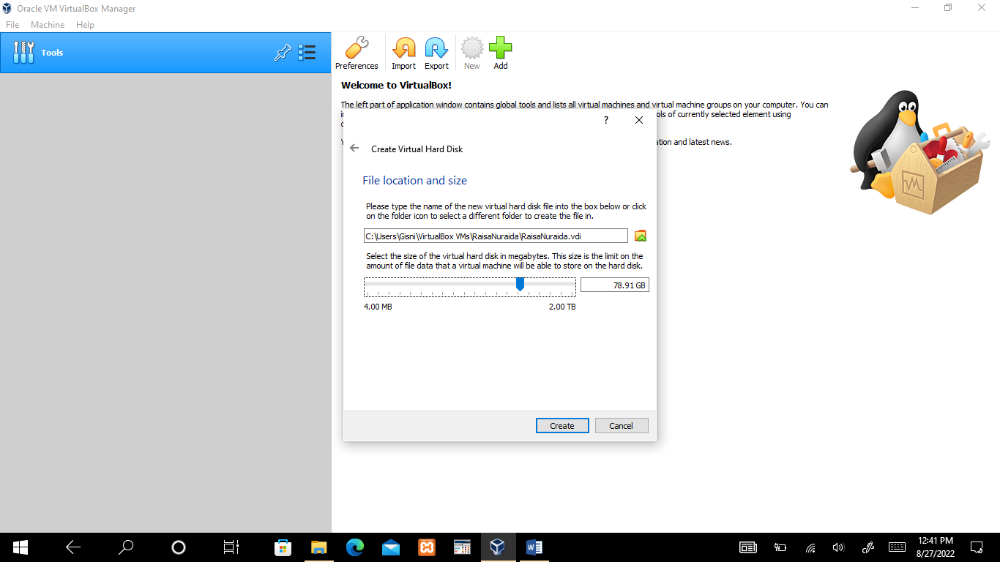 Oracle VM VirtualBox Manager
File Machine Help
Tools
Preferences Import Export New Add
Welcome to VirtualBox!
The left part of application window contains global tools and lists all virtual machines and virtual machine groups on your computer. You can
ols of currently selected element using
tion and latest news.
?
Create Virtual Hard Disk
File location and size
Please type the name of the new virtual hard disk file into the box below or click
on the folder icon to select a different folder to create the file in.
C:\Users\Gisni\VirtualBox VMs\RaisaNuraida\RaisaNuraida.vdi
Select the size of the virtual hard disk in megabytes. This size is the limit on the
amount of file data that a virtual machine will be able to store on the hard disk.
78.91 GB
4.00 MB 2.00 TB
Create Cancel
12:41 PM
8/27/2022